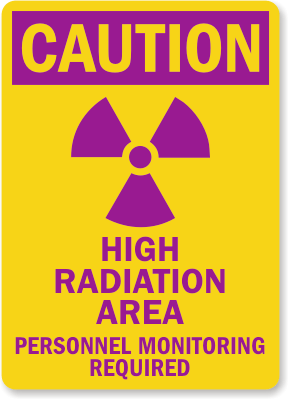 CAUTION
HIGH
RADIATION
AREA
PERSONNEL MONITORING
REQUIRED